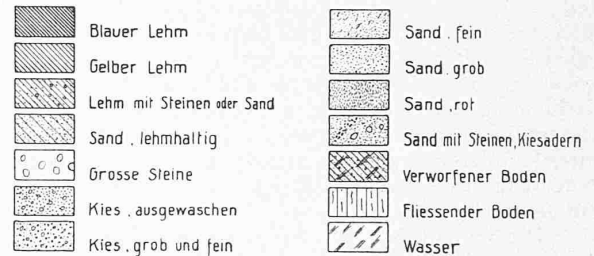 Blauer Lehm
Gelber Lehm
Lehm mit Steinen oder Sand
Sand , lehmhaltig
Grosse Steine
Kies , ausgewaschen
Kies , grob und fein
Sand , fein
Sand , grob
Sand , rot
Sand mit Steinen, Kiesadern
Verworfener Boden
Fliessender Boden
Wasser